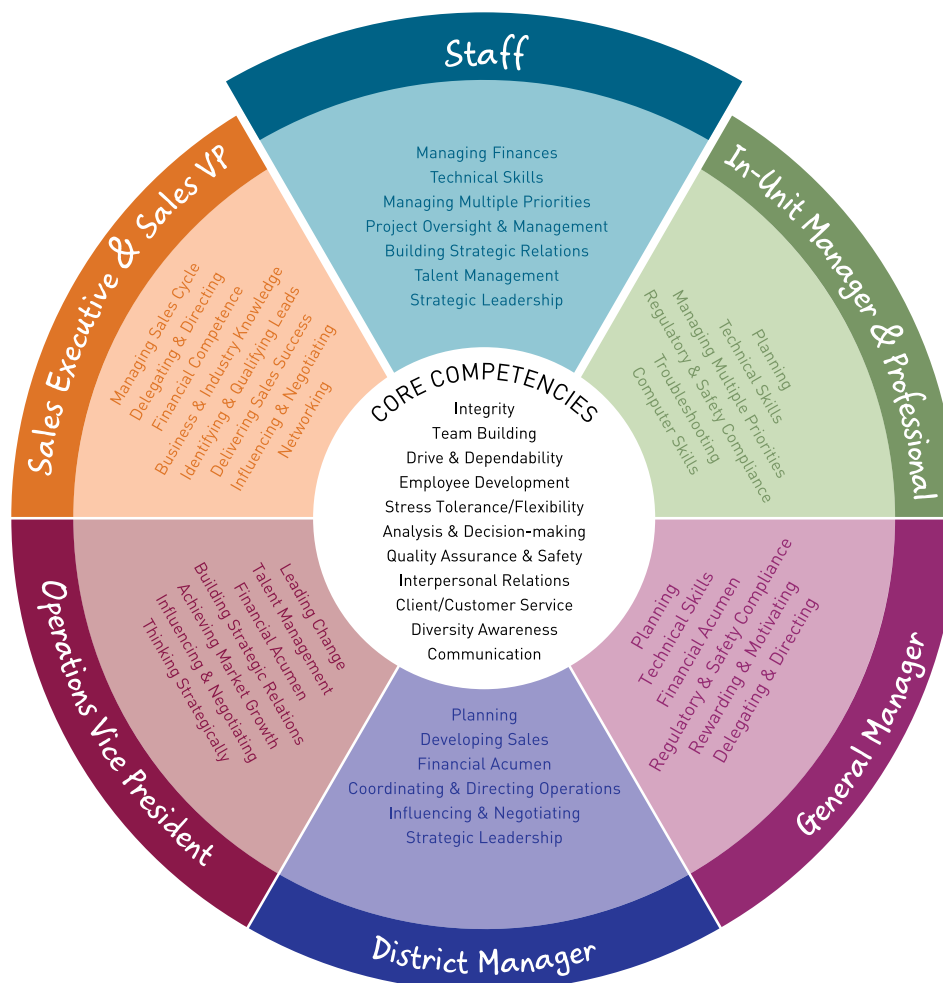 Staff
Managing Finances
Technical Skills
Managing Multiple Priorities
Project Oversight & Management
Building Strategic Relations
Talent Management
Strategic Leadership
In-Unit Manager & Professional
Planning
Technical Skills
Managing Multiple Priorities
Regulatory & Safety Compliance
Troubleshooting
Computer Skills
General Manager
Planning
Technical Skills
Financial Acumen
Regulatory & Safety Compliance
Rewarding & Motivating
Delegating & Directing
District Manager
Planning
Developing Sales
Financial Acumen
Coordinating & Directing Operations
Influencing & Negotiating
Strategic Leadership
Operations Vice President
Leading Change
Talent Management
Financial Acumen
Building Strategic Relations
Achieving Market Growth
Influencing & Negotiating
Thinking Strategically
Sales Executive & Sales VP
Managing Sales Cycle
Delegating & Directing
Financial Competence
Business & Industry Knowledge
Identifying & Qualifying Leads
Delivering Sales Success
Influencing & Negotiating
Networking
CORE COMPETENCIES
Integrity
Team Building
Drive & Dependability
Employee Development
Stress Tolerance/Flexibility
Analysis & Decision-making
Quality Assurance & Safety
Interpersonal Relations
Client/Customer Service
Diversity Awareness
Communication